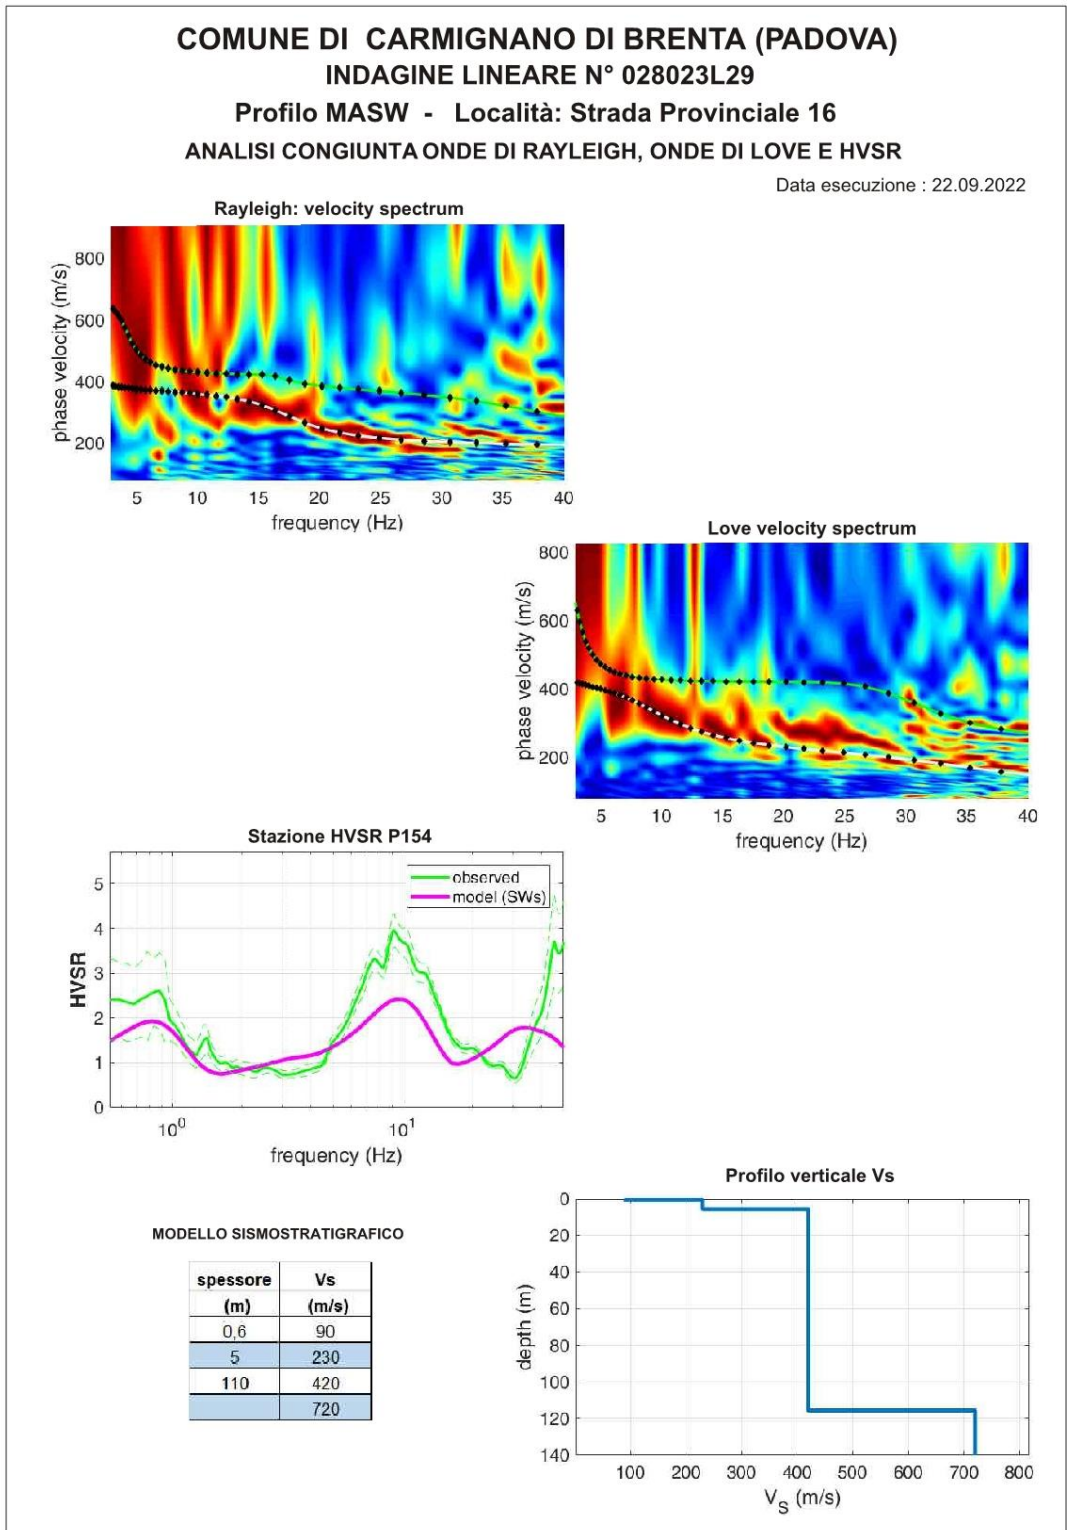 COMUNE DI CARMIGNANO DI BRENTA (PADOVA)
INDAGINE LINEARE N° 028023L29
Profilo MASW - Località: Strada Provinciale 16
ANALISI CONGIUNTA ONDE DI RAYLEIGH, ONDE DI LOVE E HVSR
Data esecuzione : 22.09.2022
Rayleigh: velocity spectrum
phase velocity (m/s)
800
600
400
200
5 10 15 20 25 30 35 40
frequency (Hz)
Love velocity spectrum
phase velocity (m/s)
800
600
400
200
5 10 15 20 25 30 35 40
frequency (Hz)
Stazione HVSR P154
observed
model (SWs)
HVSR
5
4
3
2
1
0
10⁰ 10¹
frequency (Hz)
MODELLO SISMOSTRATIGRAFICO
spessore Vs
(m) (m/s)
0,6 90
5 230
110 420
720
Profilo verticale Vs
depth (m)
0
20
40
60
80
100
120
140
100 200 300 400 500 600 700 800
V_S (m/s)